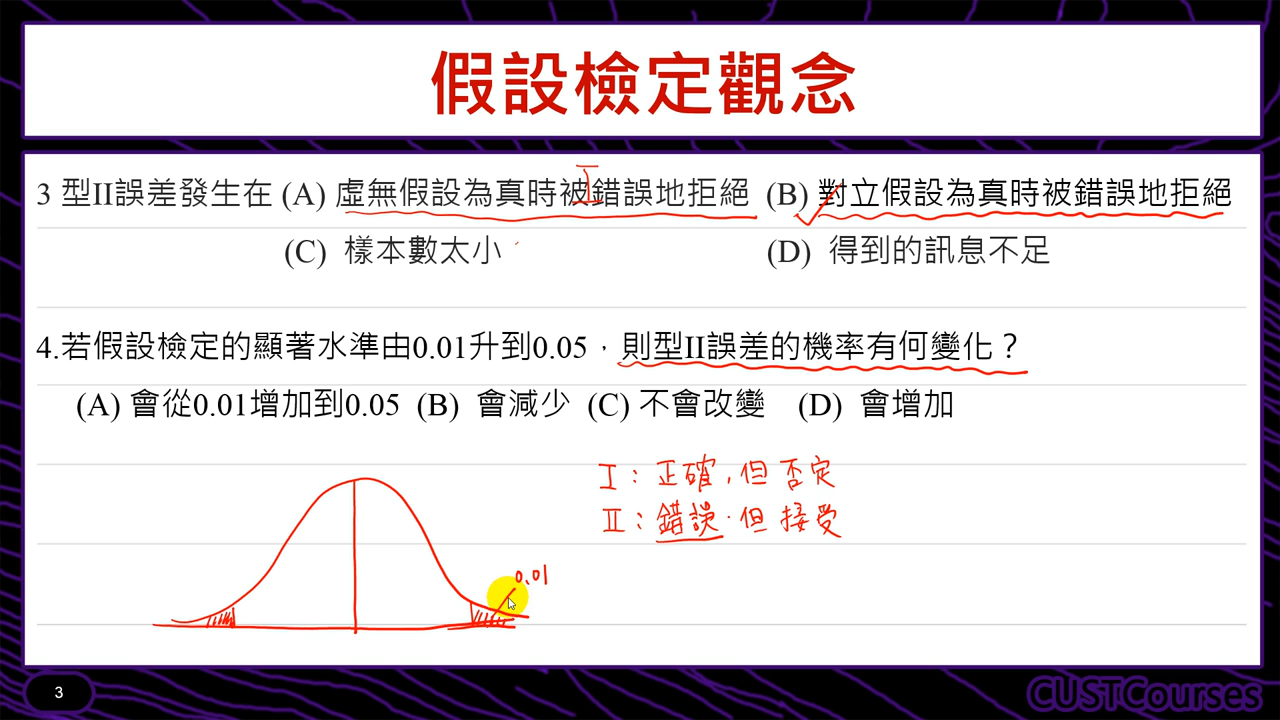 假設檢定觀念
3 型II誤差發生在 (A) 虛無假設為真時被錯誤地拒絕 (B) 對立假設為真時被錯誤地拒絕
I
(C) 樣本數太小 (D) 得到的訊息不足
4.若假設檢定的顯著水準由0.01升到0.05，則型II誤差的機率有何變化？
(A) 會從0.01增加到0.05 (B) 會減少 (C) 不會改變 (D) 會增加
I：正確，但否定
II：錯誤．但接受
0.01
3
CUSTCourses